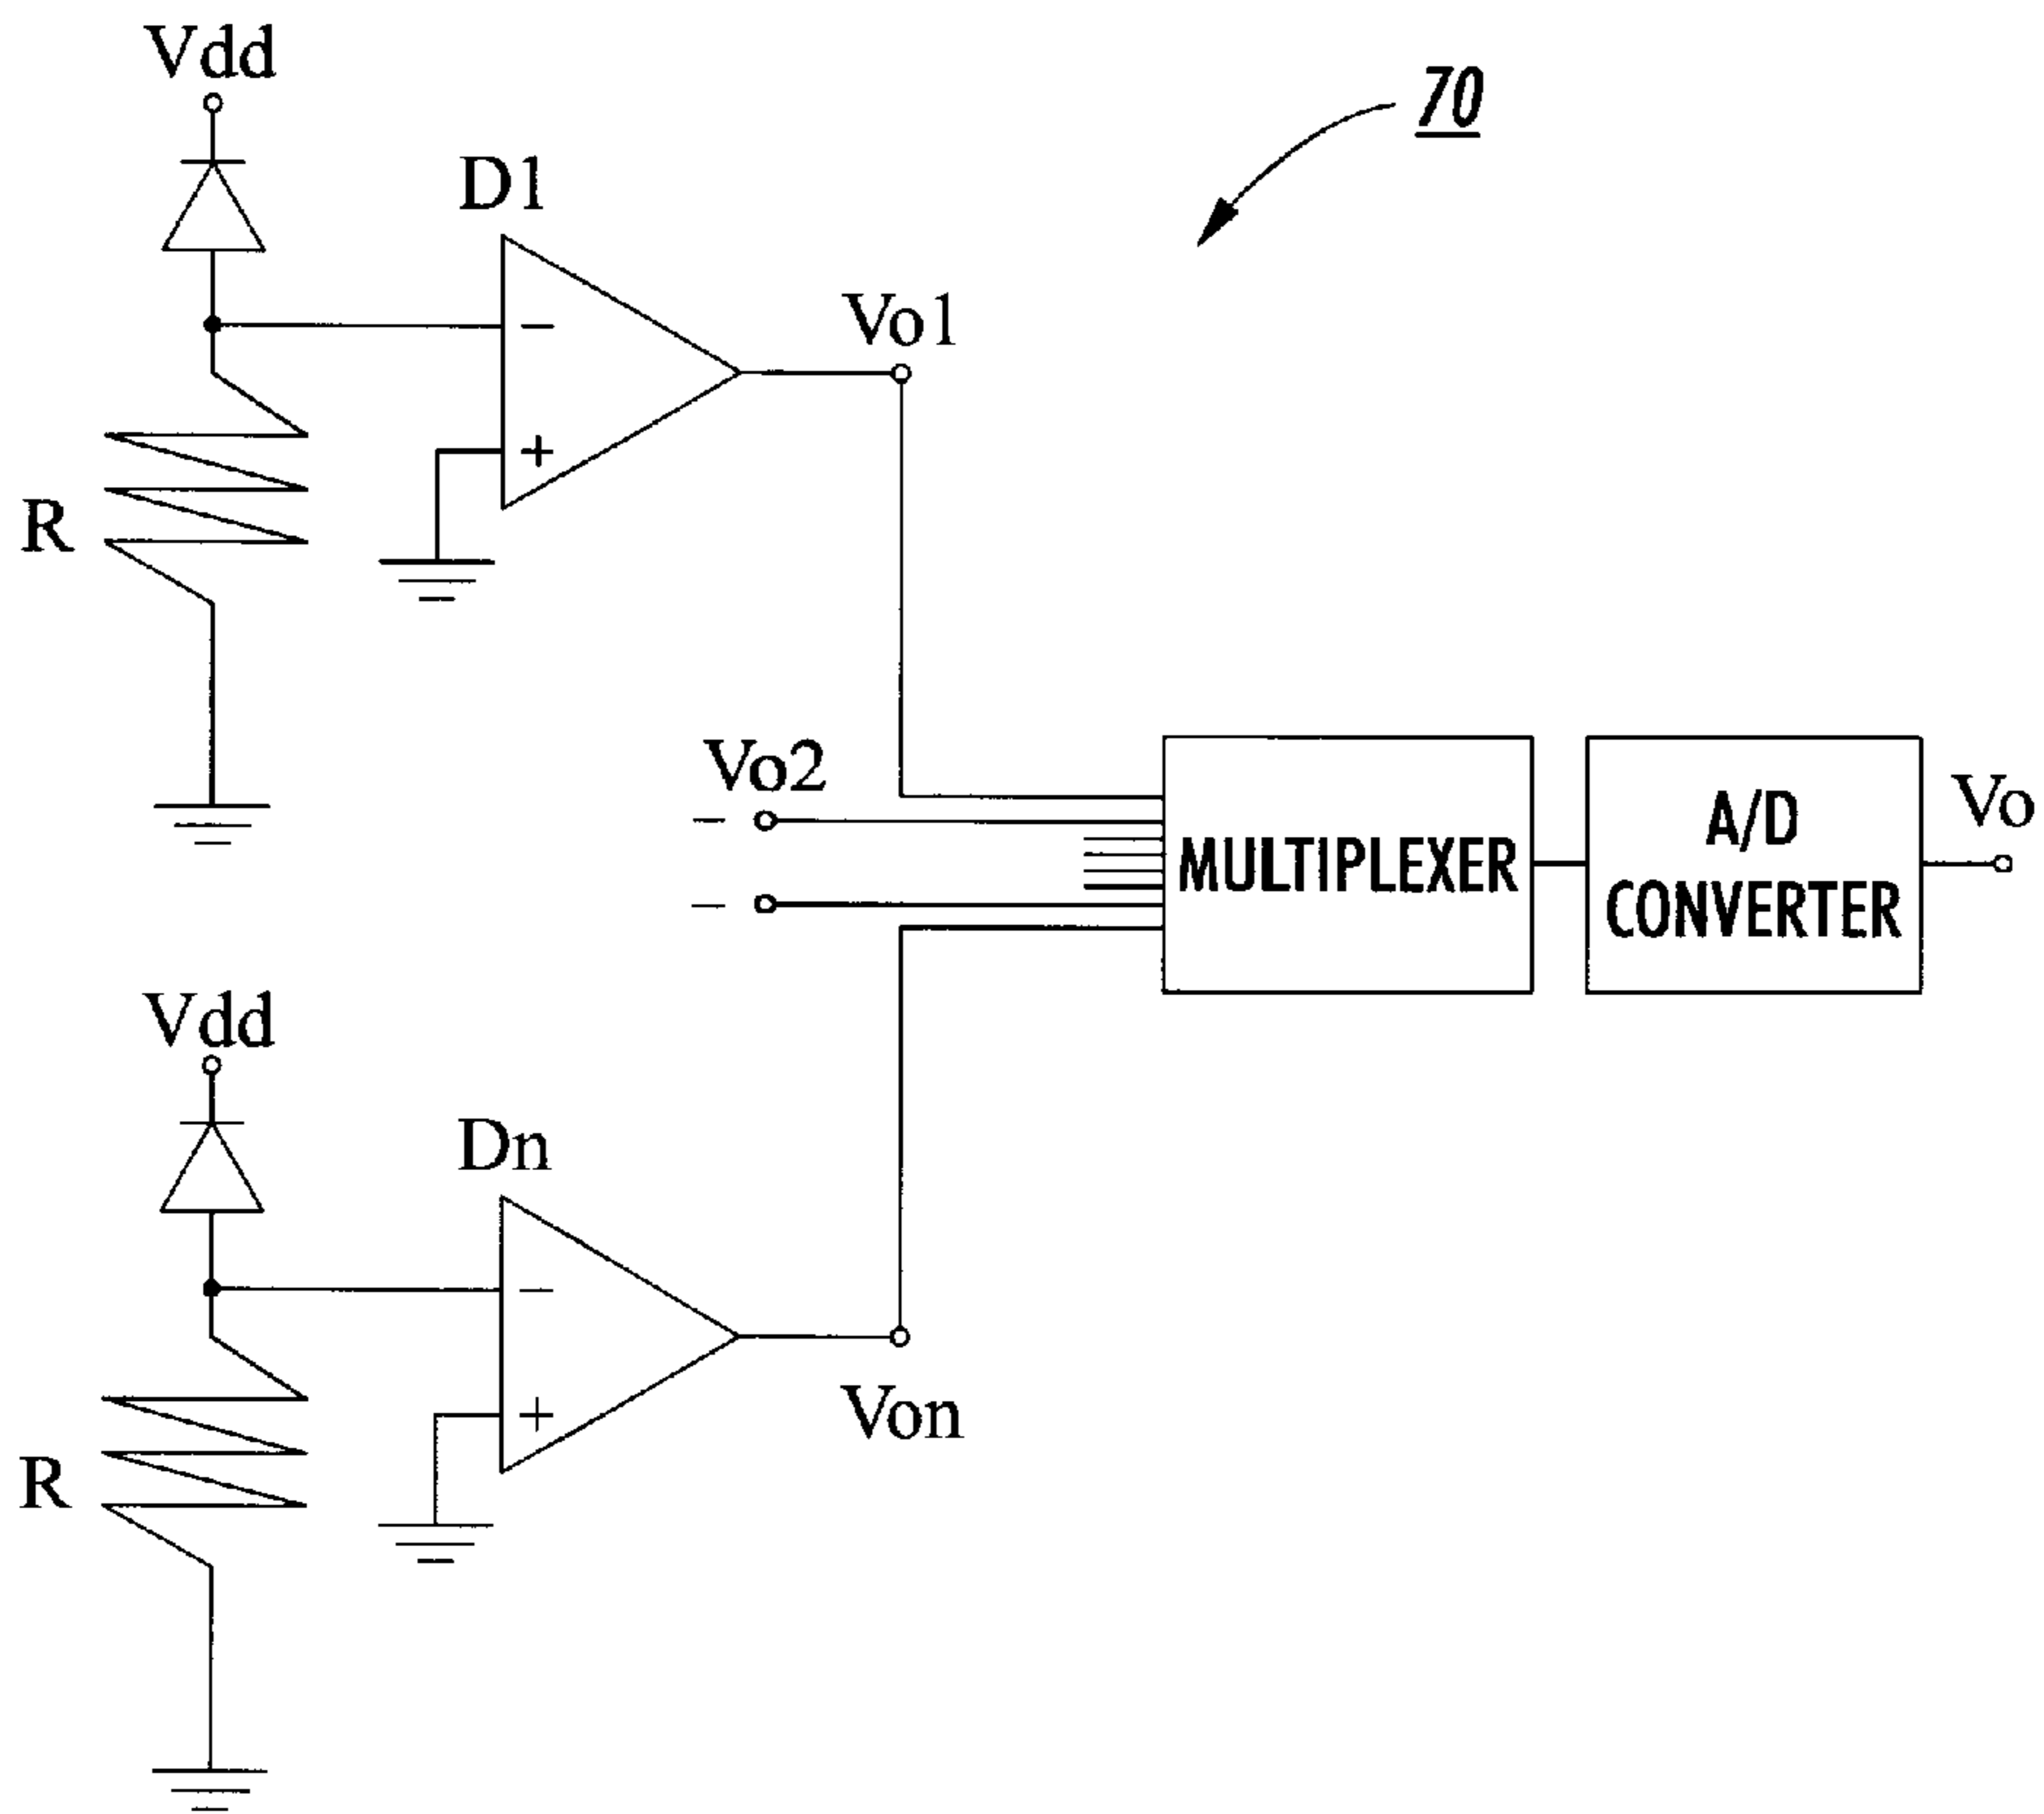 Vdd
70
D1
Vo1
−
+
R
Vo2
−
−
MULTIPLEXER
A/D
CONVERTER
Vo
Vdd
Dn
−
+
Von
R